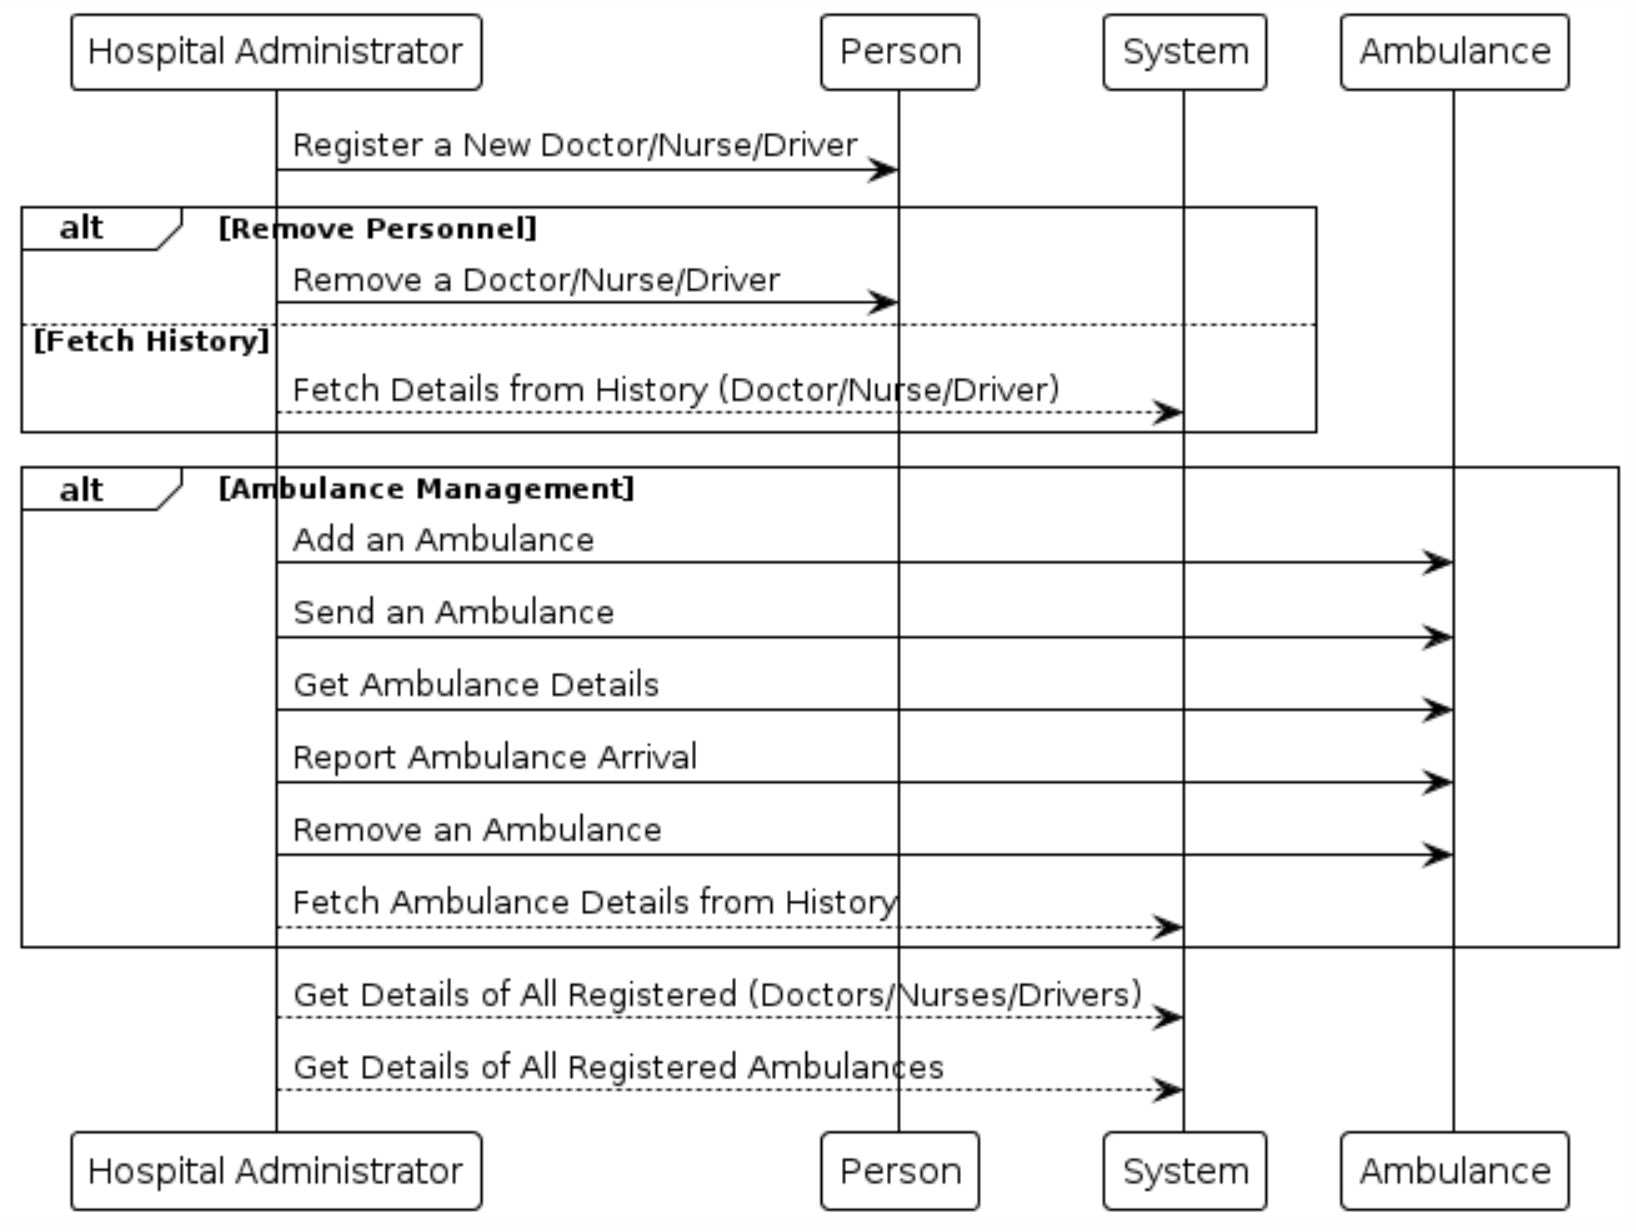 Hospital Administrator
Person
System
Ambulance
Register a New Doctor/Nurse/Driver
alt
[Remove Personnel]
Remove a Doctor/Nurse/Driver
[Fetch History]
Fetch Details from History (Doctor/Nurse/Driver)
alt
[Ambulance Management]
Add an Ambulance
Send an Ambulance
Get Ambulance Details
Report Ambulance Arrival
Remove an Ambulance
Fetch Ambulance Details from History
Get Details of All Registered (Doctors/Nurses/Drivers)
Get Details of All Registered Ambulances
Hospital Administrator
Person
System
Ambulance